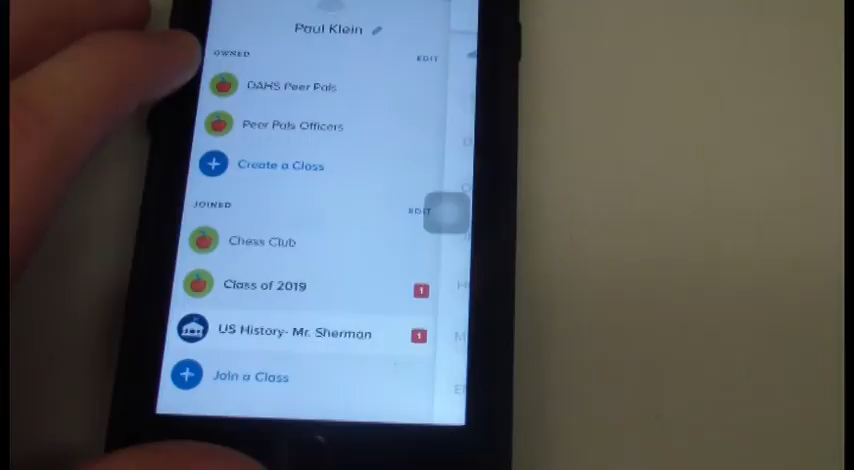 Paul Klein
OWNED
EDIT
DAHS Peer Pals
Peer Pals Officers
Create a Class
JOINED
EDIT
Chess Club
Class of 2019
1
US History- Mr. Sherman
1
Join a Class